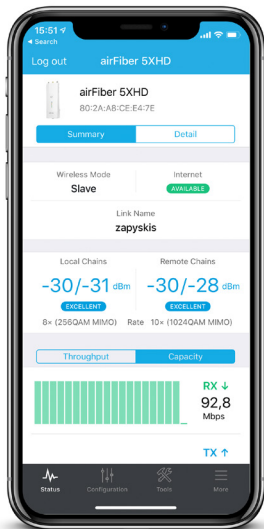 15:51
Search
Log out airFiber 5XHD
airFiber 5XHD
80:2A:A8:CE:E4:7E
Summary Detail
Wireless Mode Internet
Slave AVAILABLE
Link Name
zapyskis
Local Chains Remote Chains
-30/-31 dBm -30/-28 dBm
EXCELLENT EXCELLENT
8× (256QAM MIMO) Rate 10× (1024QAM MIMO)
Throughput Capacity
RX ↓
92,8
Mbps
TX ↑
Status Configuration Tools More